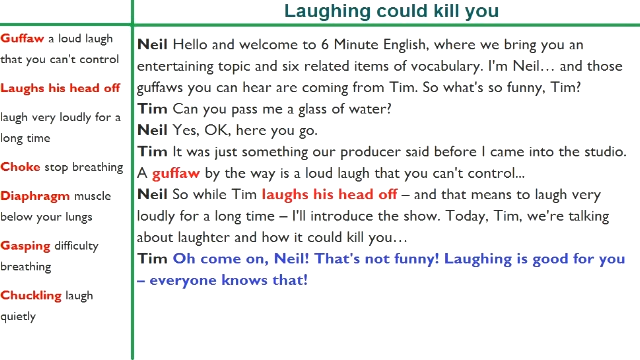 Laughing could kill you
Guffaw a loud laugh
that you can't control
Laughs his head off
laugh very loudly for a
long time
Choke stop breathing
Diaphragm muscle
below your lungs
Gasping difficulty
breathing
Chuckling laugh
quietly
Neil Hello and welcome to 6 Minute English, where we bring you an
entertaining topic and six related items of vocabulary. I'm Neil… and those
guffaws you can hear are coming from Tim. So what's so funny, Tim?
Tim Can you pass me a glass of water?
Neil Yes, OK, here you go.
Tim It was just something our producer said before I came into the studio.
A guffaw by the way is a loud laugh that you can't control...
Neil So while Tim laughs his head off – and that means to laugh very
loudly for a long time – I'll introduce the show. Today, Tim, we're talking
about laughter and how it could kill you…
Tim Oh come on, Neil! That's not funny! Laughing is good for you
– everyone knows that!